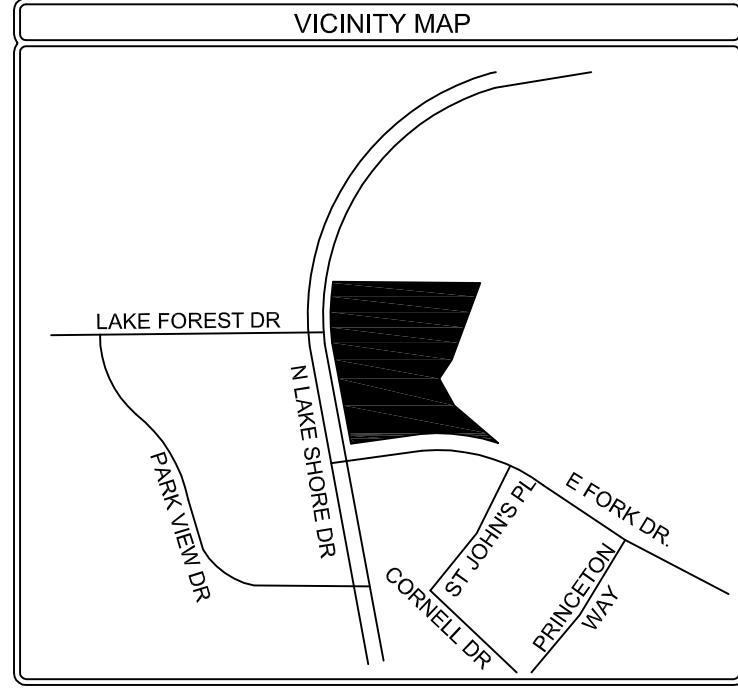 VICINITY MAP
LAKE FOREST DR
N LAKE SHORE DR
PARK VIEW DR
E FORK DR.
ST JOHN'S PL
PRINCETON
WAY
CORNELL DR